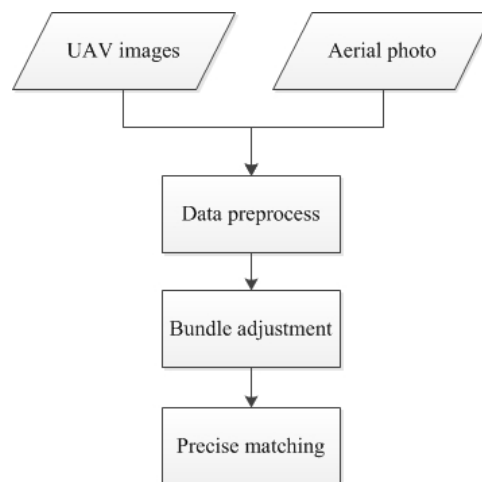 UAV images
Aerial photo
Data preprocess
Bundle adjustment
Precise matching